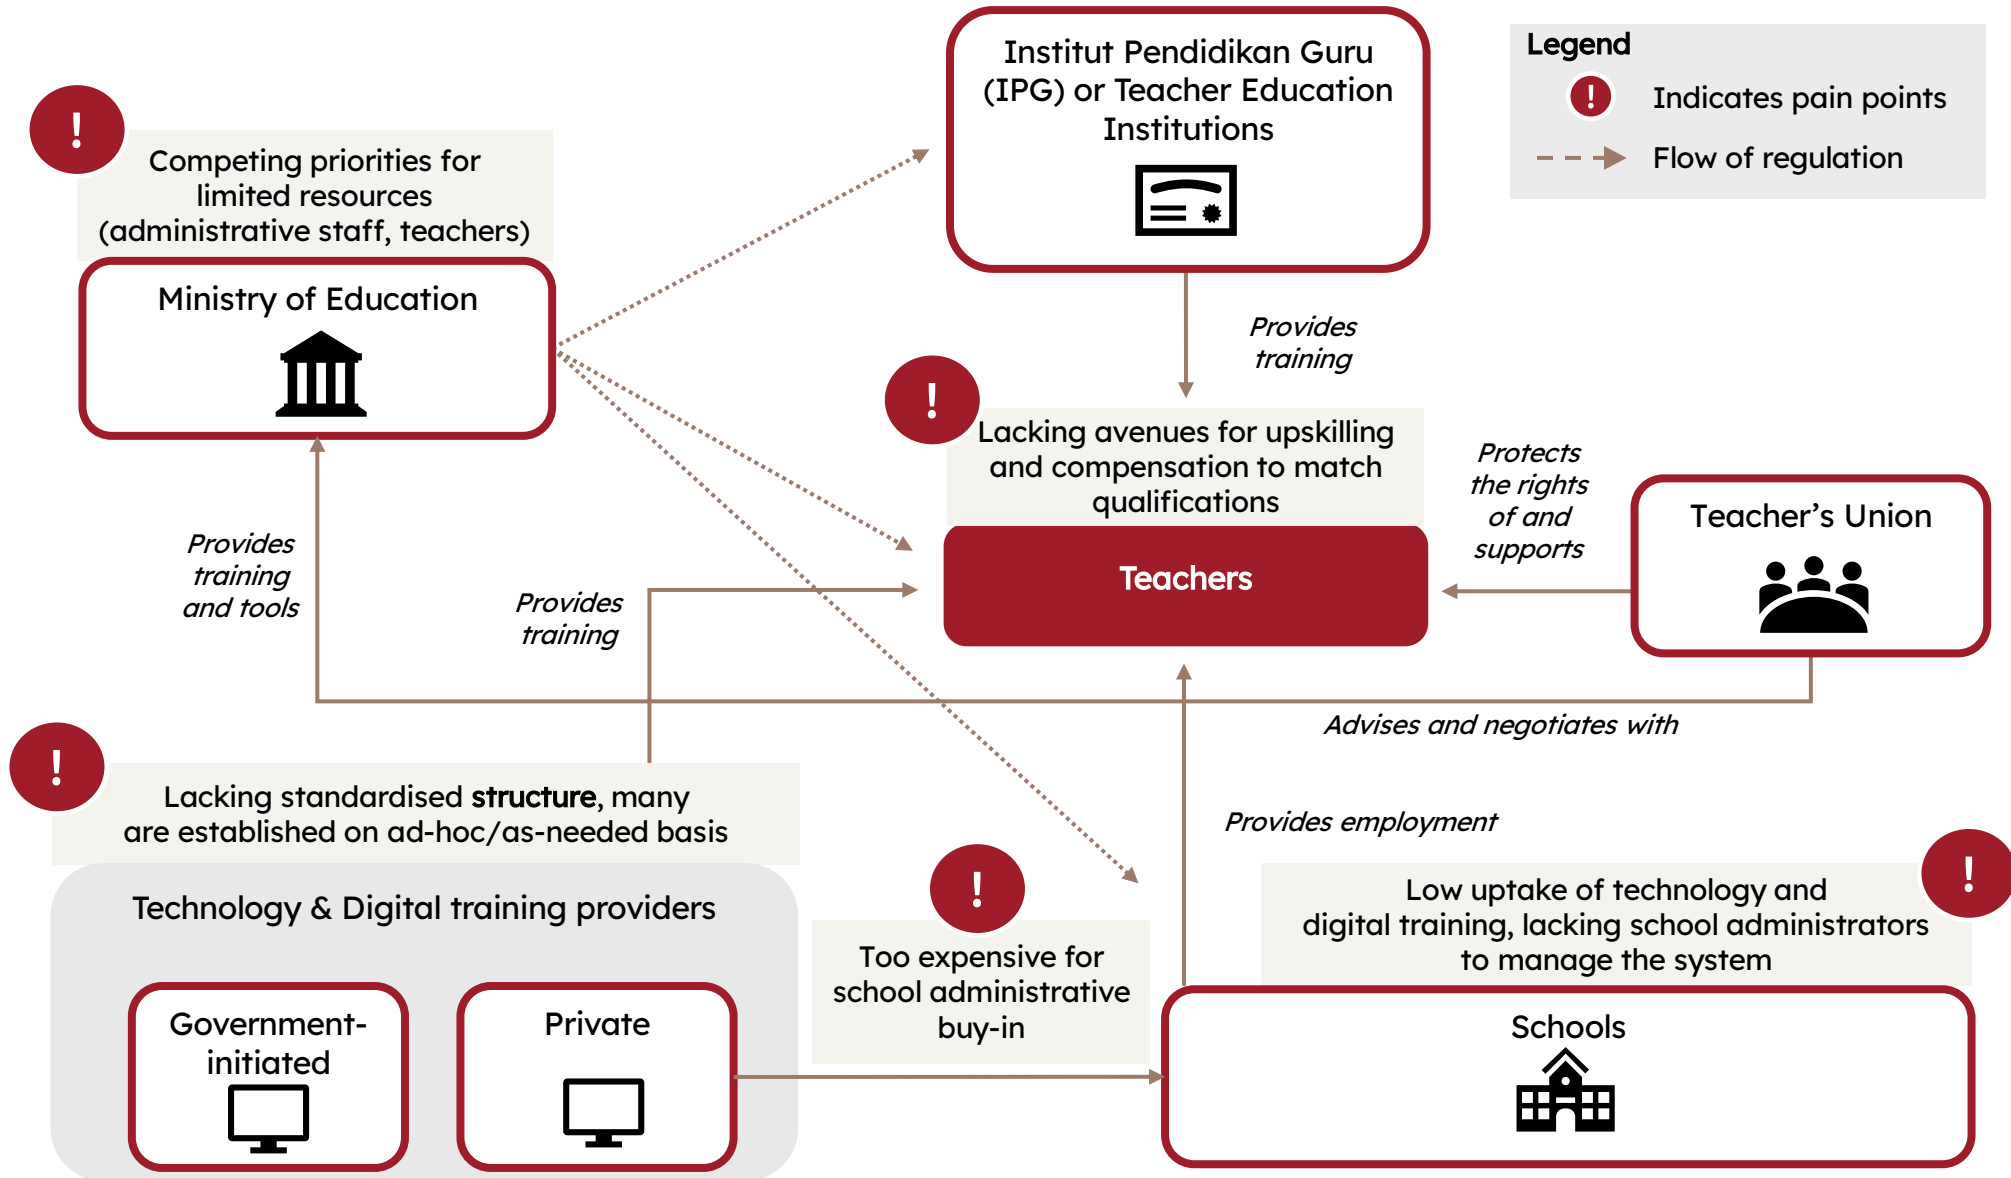 Institut Pendidikan Guru
(IPG) or Teacher Education
Institutions
Legend
!
Indicates pain points
Flow of regulation
!
Competing priorities for
limited resources
(administrative staff, teachers)
Ministry of Education
Provides
training
!
Lacking avenues for upskilling
and compensation to match
qualifications
Teachers
Protects
the rights
of and
supports
Teacher’s Union
Provides
training
and tools
Provides
training
Advises and negotiates with
!
Lacking standardised structure, many
are established on ad-hoc/as-needed basis
Technology & Digital training providers
Government-
initiated
Private
!
Too expensive for
school administrative
buy-in
Provides employment
!
Low uptake of technology and
digital training, lacking school administrators
to manage the system
Schools